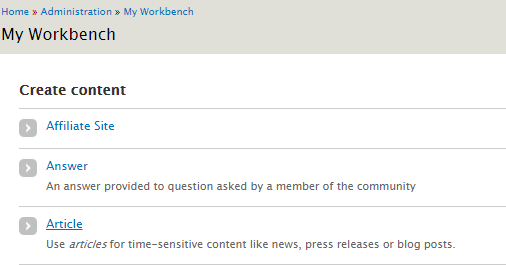 Home » Administration » My Workbench
My Workbench
Create content
Affiliate Site
Answer
An answer provided to question asked by a member of the community
Article
Use articles for time-sensitive content like news, press releases or blog posts.